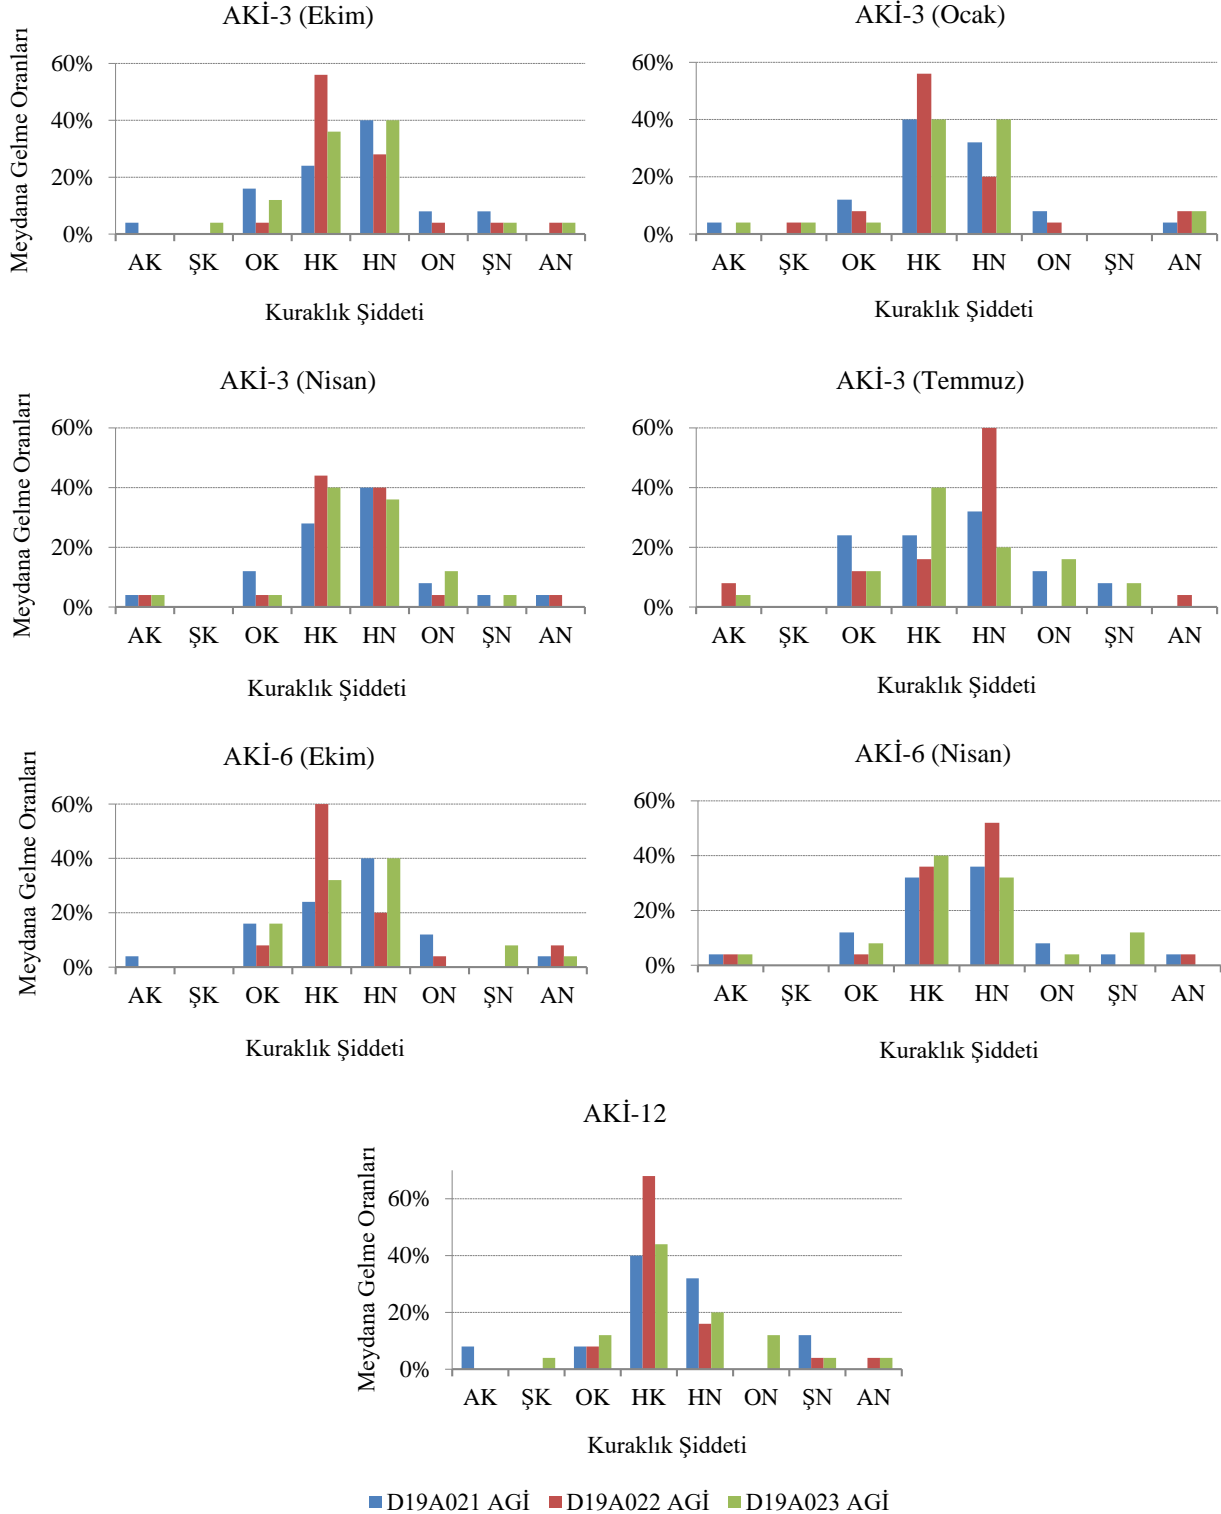 AKİ-3 (Ekim)
Meydana Gelme Oranları
60%
40%
20%
0%
AK ŞK OK HK HN ON ŞN AN
Kuraklık Şiddeti
AKİ-3 (Ocak)
60%
40%
20%
0%
AK ŞK OK HK HN ON ŞN AN
Kuraklık Şiddeti
AKİ-3 (Nisan)
Meydana Gelme Oranları
60%
40%
20%
0%
AK ŞK OK HK HN ON ŞN AN
Kuraklık Şiddeti
AKİ-3 (Temmuz)
60%
40%
20%
0%
AK ŞK OK HK HN ON ŞN AN
Kuraklık Şiddeti
AKİ-6 (Ekim)
Meydana Gelme Oranları
60%
40%
20%
0%
AK ŞK OK HK HN ON ŞN AN
Kuraklık Şiddeti
AKİ-6 (Nisan)
60%
40%
20%
0%
AK ŞK OK HK HN ON ŞN AN
Kuraklık Şiddeti
AKİ-12
Meydana Gelme Oranları
60%
40%
20%
0%
AK ŞK OK HK HN ON ŞN AN
Kuraklık Şiddeti
D19A021 AGİ D19A022 AGİ D19A023 AGİ